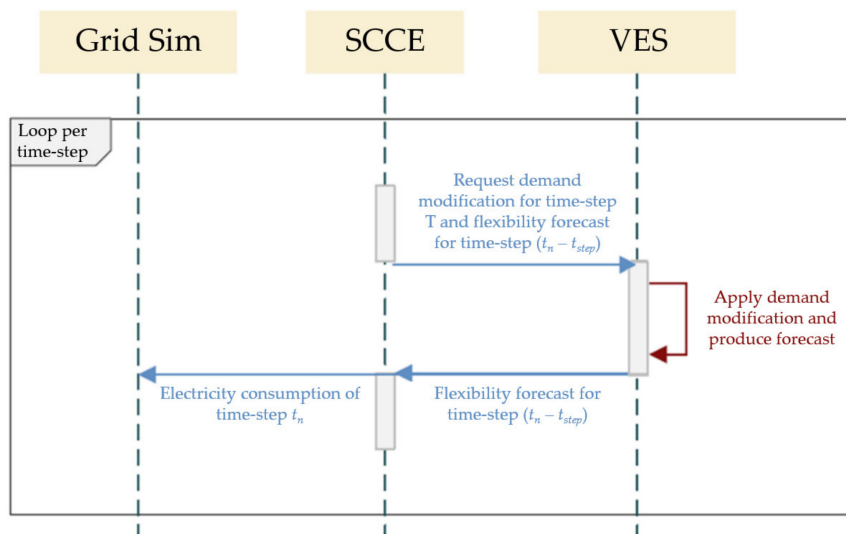 Grid Sim
SCCE
VES
Loop per
time-step
Request demand
modification for time-step
T and flexibility forecast
for time-step (tₙ − t_step)
Apply demand
modification and
produce forecast
Electricity consumption of
time-step tₙ
Flexibility forecast for
time-step (tₙ − t_step)